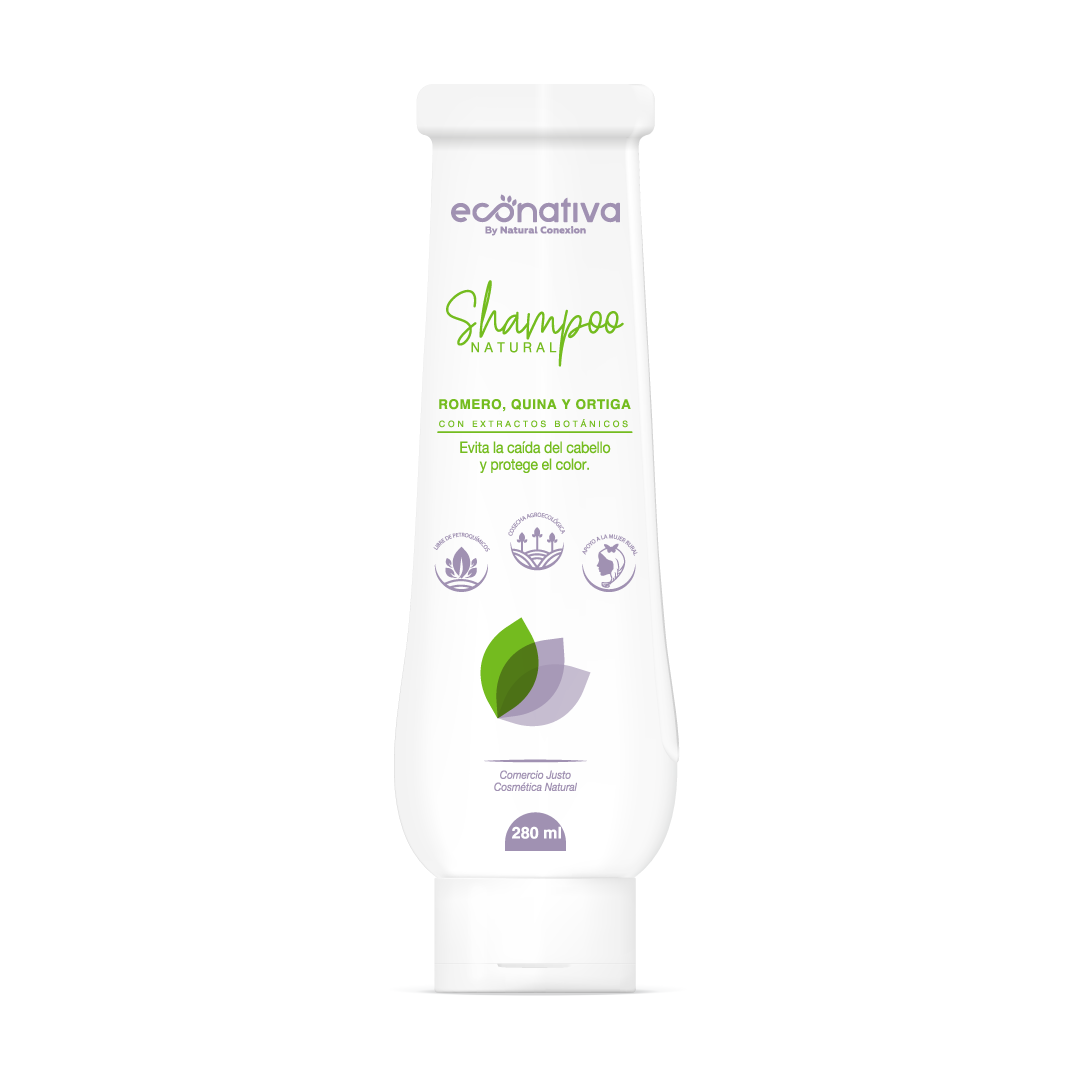 econativa
By Natural Conexion
Shampoo
NATURAL
ROMERO, QUINA Y ORTIGA
CON EXTRACTOS BOTÁNICOS
Evita la caída del cabello
y protege el color.
LIBRE DE PETROQUÍMICOS
COSECHA AGROECOLÓGICA
APOYO A LA MUJER RURAL
Comercio Justo
Cosmética Natural
280 ml